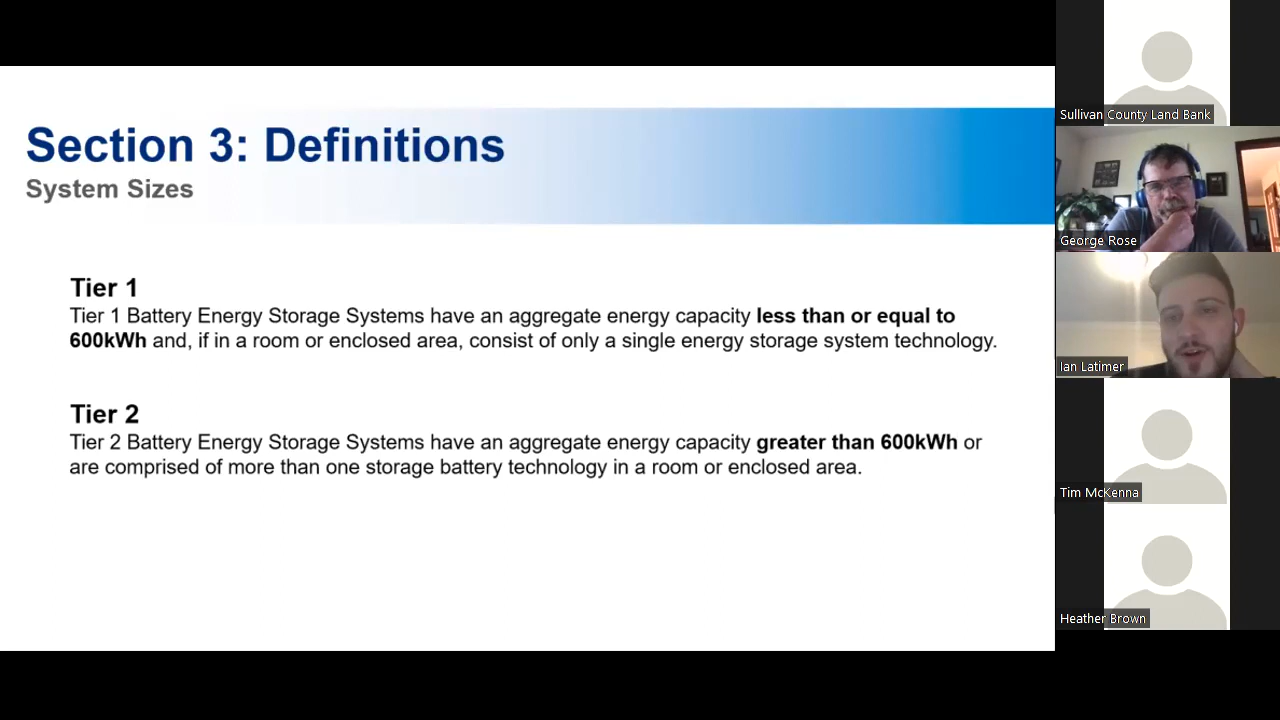 Section 3: Definitions
System Sizes
Tier 1
Tier 1 Battery Energy Storage Systems have an aggregate energy capacity less than or equal to
600kWh and, if in a room or enclosed area, consist of only a single energy storage system technology.
Tier 2
Tier 2 Battery Energy Storage Systems have an aggregate energy capacity greater than 600kWh or
are comprised of more than one storage battery technology in a room or enclosed area.
Sullivan County Land Bank
George Rose
Ian Latimer
Tim McKenna
Heather Brown